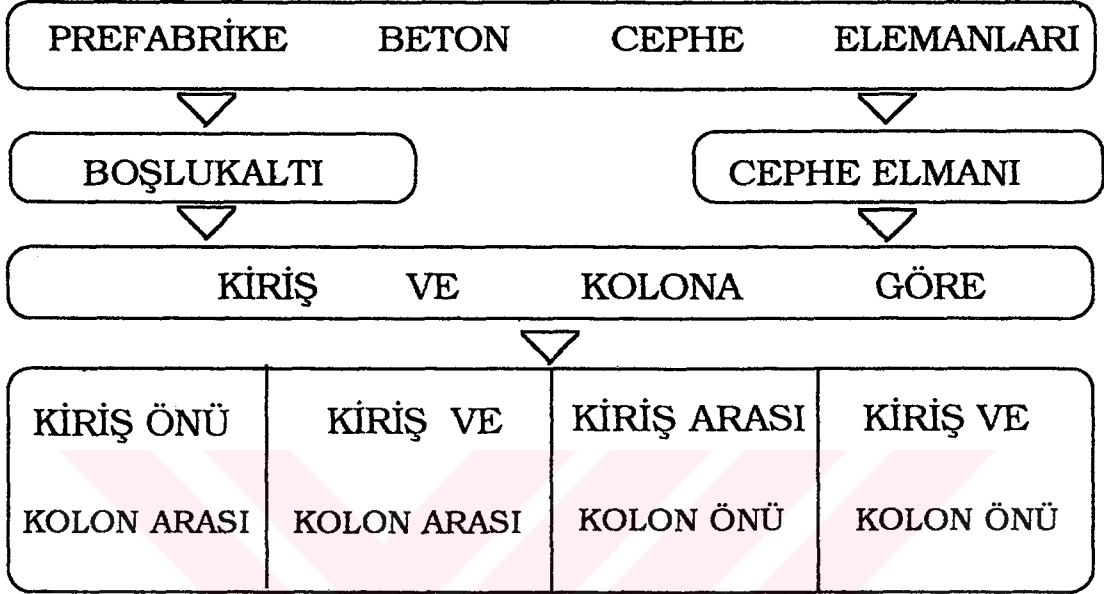 PREFABRİKE BETON CEPHE ELEMANLARI
BOŞLUKALTI CEPHE ELMANI
KİRİŞ VE KOLONA GÖRE
KİRİŞ ÖNÜ KİRİŞ VE KİRİŞ ARASI KİRİŞ VE
KOLON ARASI KOLON ARASI KOLON ÖNÜ KOLON ÖNÜ